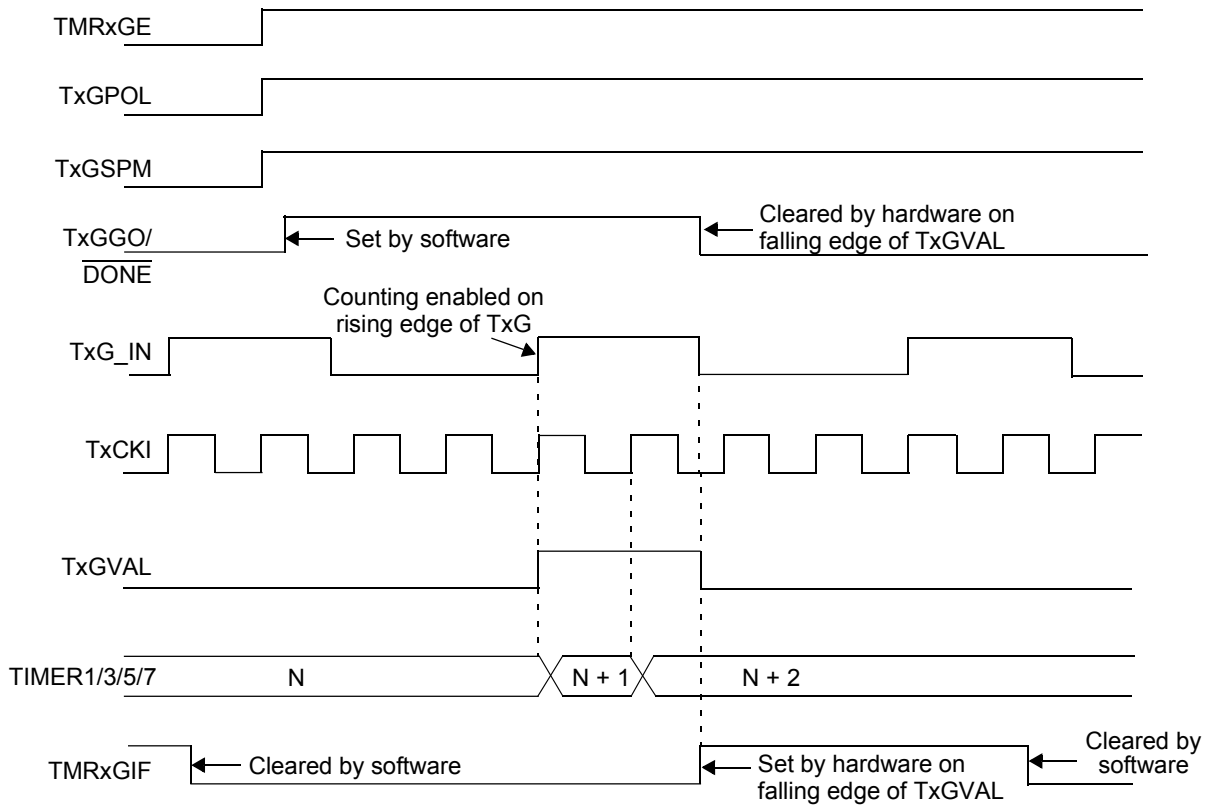 TMRxGE
TxGPOL
TxGSPM
TxGGO/
DONE
Set by software
Cleared by hardware on
falling edge of TxGVAL
Counting enabled on
rising edge of TxG
TxG_IN
TxCKI
TxGVAL
TIMER1/3/5/7
N
N + 1
N + 2
TMRxGIF
Cleared by software
Set by hardware on
falling edge of TxGVAL
Cleared by
software